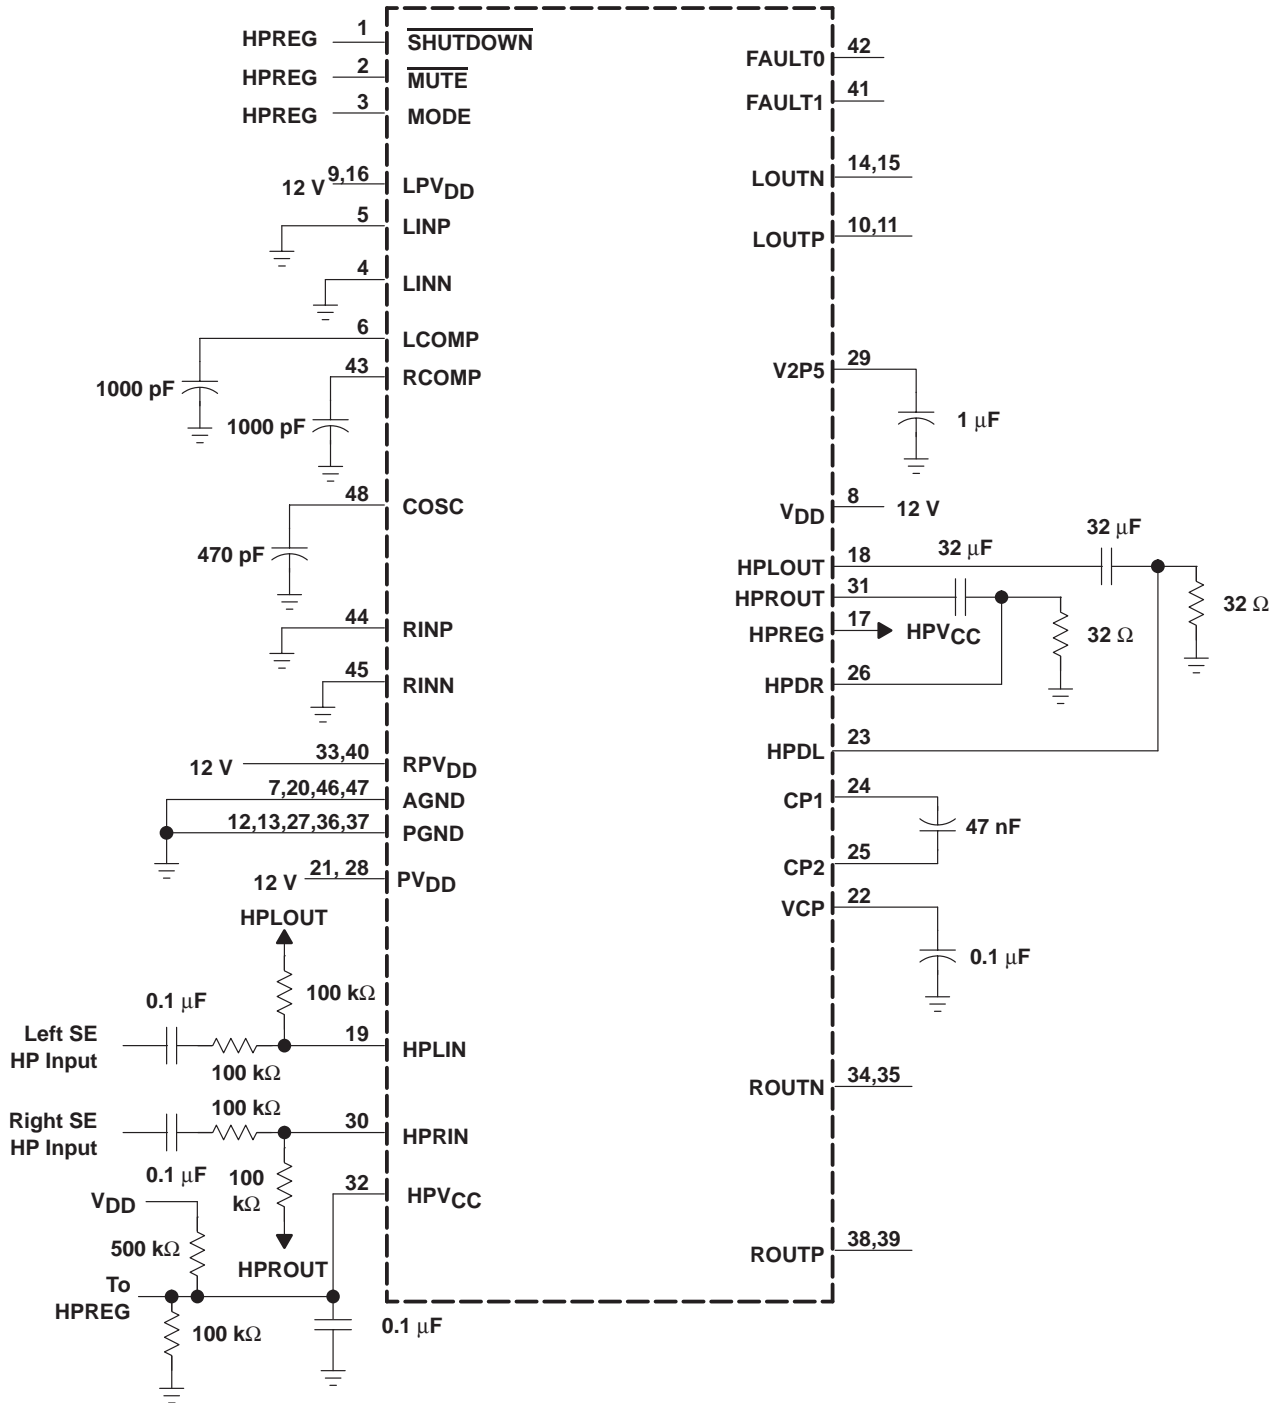 HPREG 1 SHUTDOWN
HPREG 2 MUTE
HPREG 3 MODE
12 V 9,16 LPVDD
5 LINP
4 LINN
6 LCOMP
1000 pF
43 RCOMP
1000 pF
48 COSC
470 pF
44 RINP
45 RINN
12 V 33,40 RPVDD
7,20,46,47 AGND
12,13,27,36,37 PGND
12 V 21, 28 PVDD
HPLOUT
100 kΩ
0.1 μF
Left SE
HP Input
100 kΩ
19 HPLIN
Right SE
HP Input
100 kΩ
0.1 μF
30 HPRIN
100
kΩ
HPROUT
32 HPVCC
VDD
500 kΩ
To
HPREG
100 kΩ
0.1 μF
FAULT0 42
FAULT1 41
LOUTN 14,15
LOUTP 10,11
V2P5 29
1 μF
VDD 8 12 V
HPLOUT 18
32 μF
32 Ω
HPROUT 31
32 μF
32 Ω
HPREG 17 HPVCC
HPDR 26
HPDL 23
CP1 24
47 nF
CP2 25
VCP 22
0.1 μF
ROUTN 34,35
ROUTP 38,39